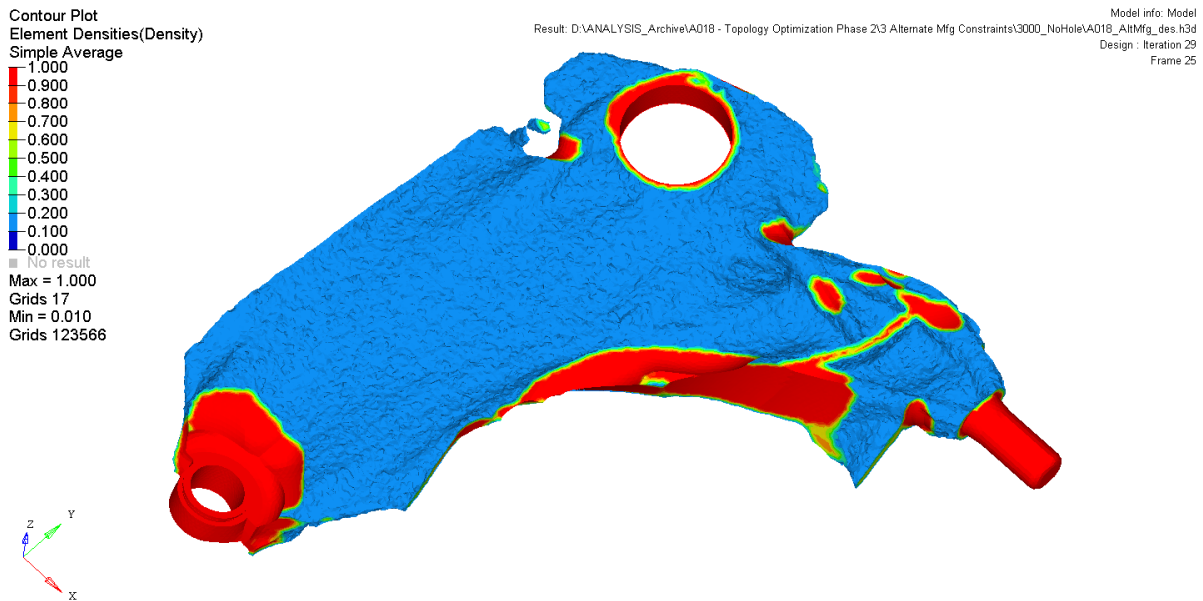 Contour Plot
Element Densities(Density)
Simple Average
1.000
0.900
0.800
0.700
0.600
0.500
0.400
0.300
0.200
0.100
0.000
No result
Max = 1.000
Grids 17
Min = 0.010
Grids 123566
Model info: Model
Result: D:\ANALYSIS_Archive\A018 - Topology Optimization Phase 2\3 Alternate Mfg Constraints\3000_NoHole\A018_AltMfg_des.h3d
Design : Iteration 29
Frame 25
Z
Y
X